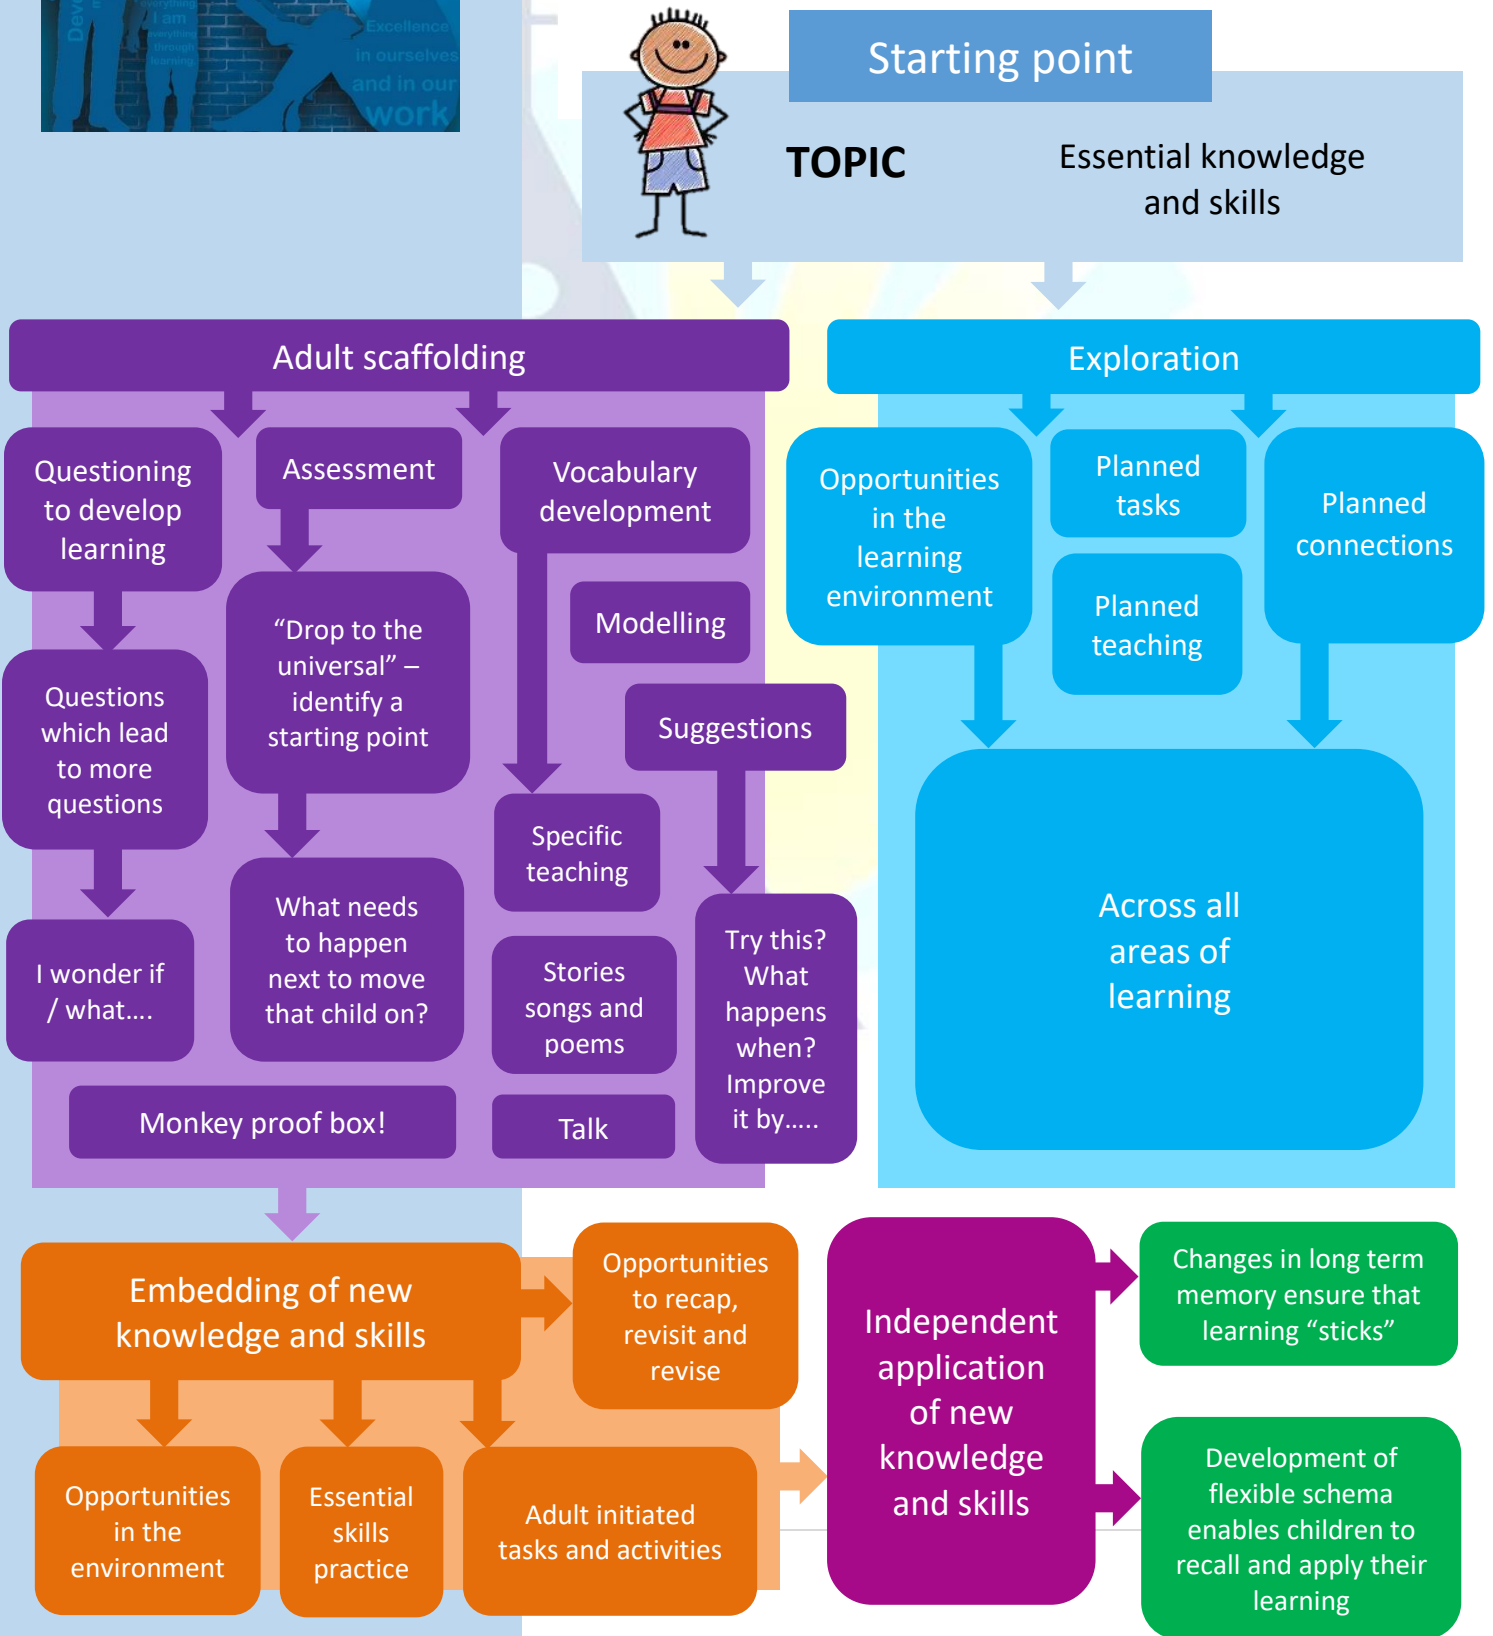 Deve
everything
I am
everything
through
learning.
Excellence
in ourselves
and in our
work
Starting point
TOPIC
Essential knowledge
and skills
Adult scaffolding
Questioning
to develop
learning
Questions
which lead
to more
questions
I wonder if
/ what....
Assessment
“Drop to the
universal” –
identify a
starting point
What needs
to happen
next to move
that child on?
Vocabulary
development
Modelling
Suggestions
Specific
teaching
Stories
songs and
poems
Talk
Try this?
What
happens
when?
Improve
it by.....
Monkey proof box!
Exploration
Opportunities
in the
learning
environment
Planned
tasks
Planned
teaching
Planned
connections
Across all
areas of
learning
Embedding of new
knowledge and skills
Opportunities
to recap,
revisit and
revise
Opportunities
in the
environment
Essential
skills
practice
Adult initiated
tasks and activities
Independent
application
of new
knowledge
and skills
Changes in long term
memory ensure that
learning “sticks”
Development of
flexible schema
enables children to
recall and apply their
learning